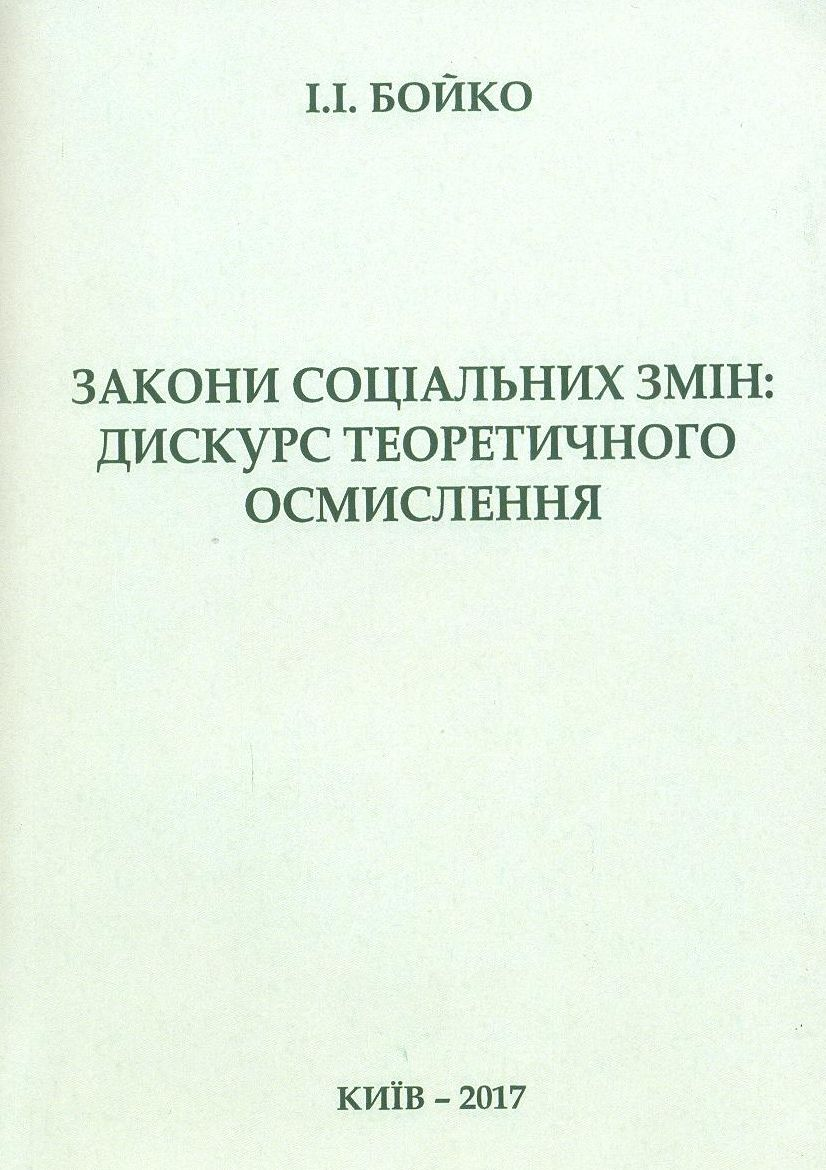 І.І. БОЙКО
ЗАКОНИ СОЦІАЛЬНИХ ЗМІН:
ДИСКУРС ТЕОРЕТИЧНОГО
ОСМИСЛЕННЯ
КИЇВ – 2017